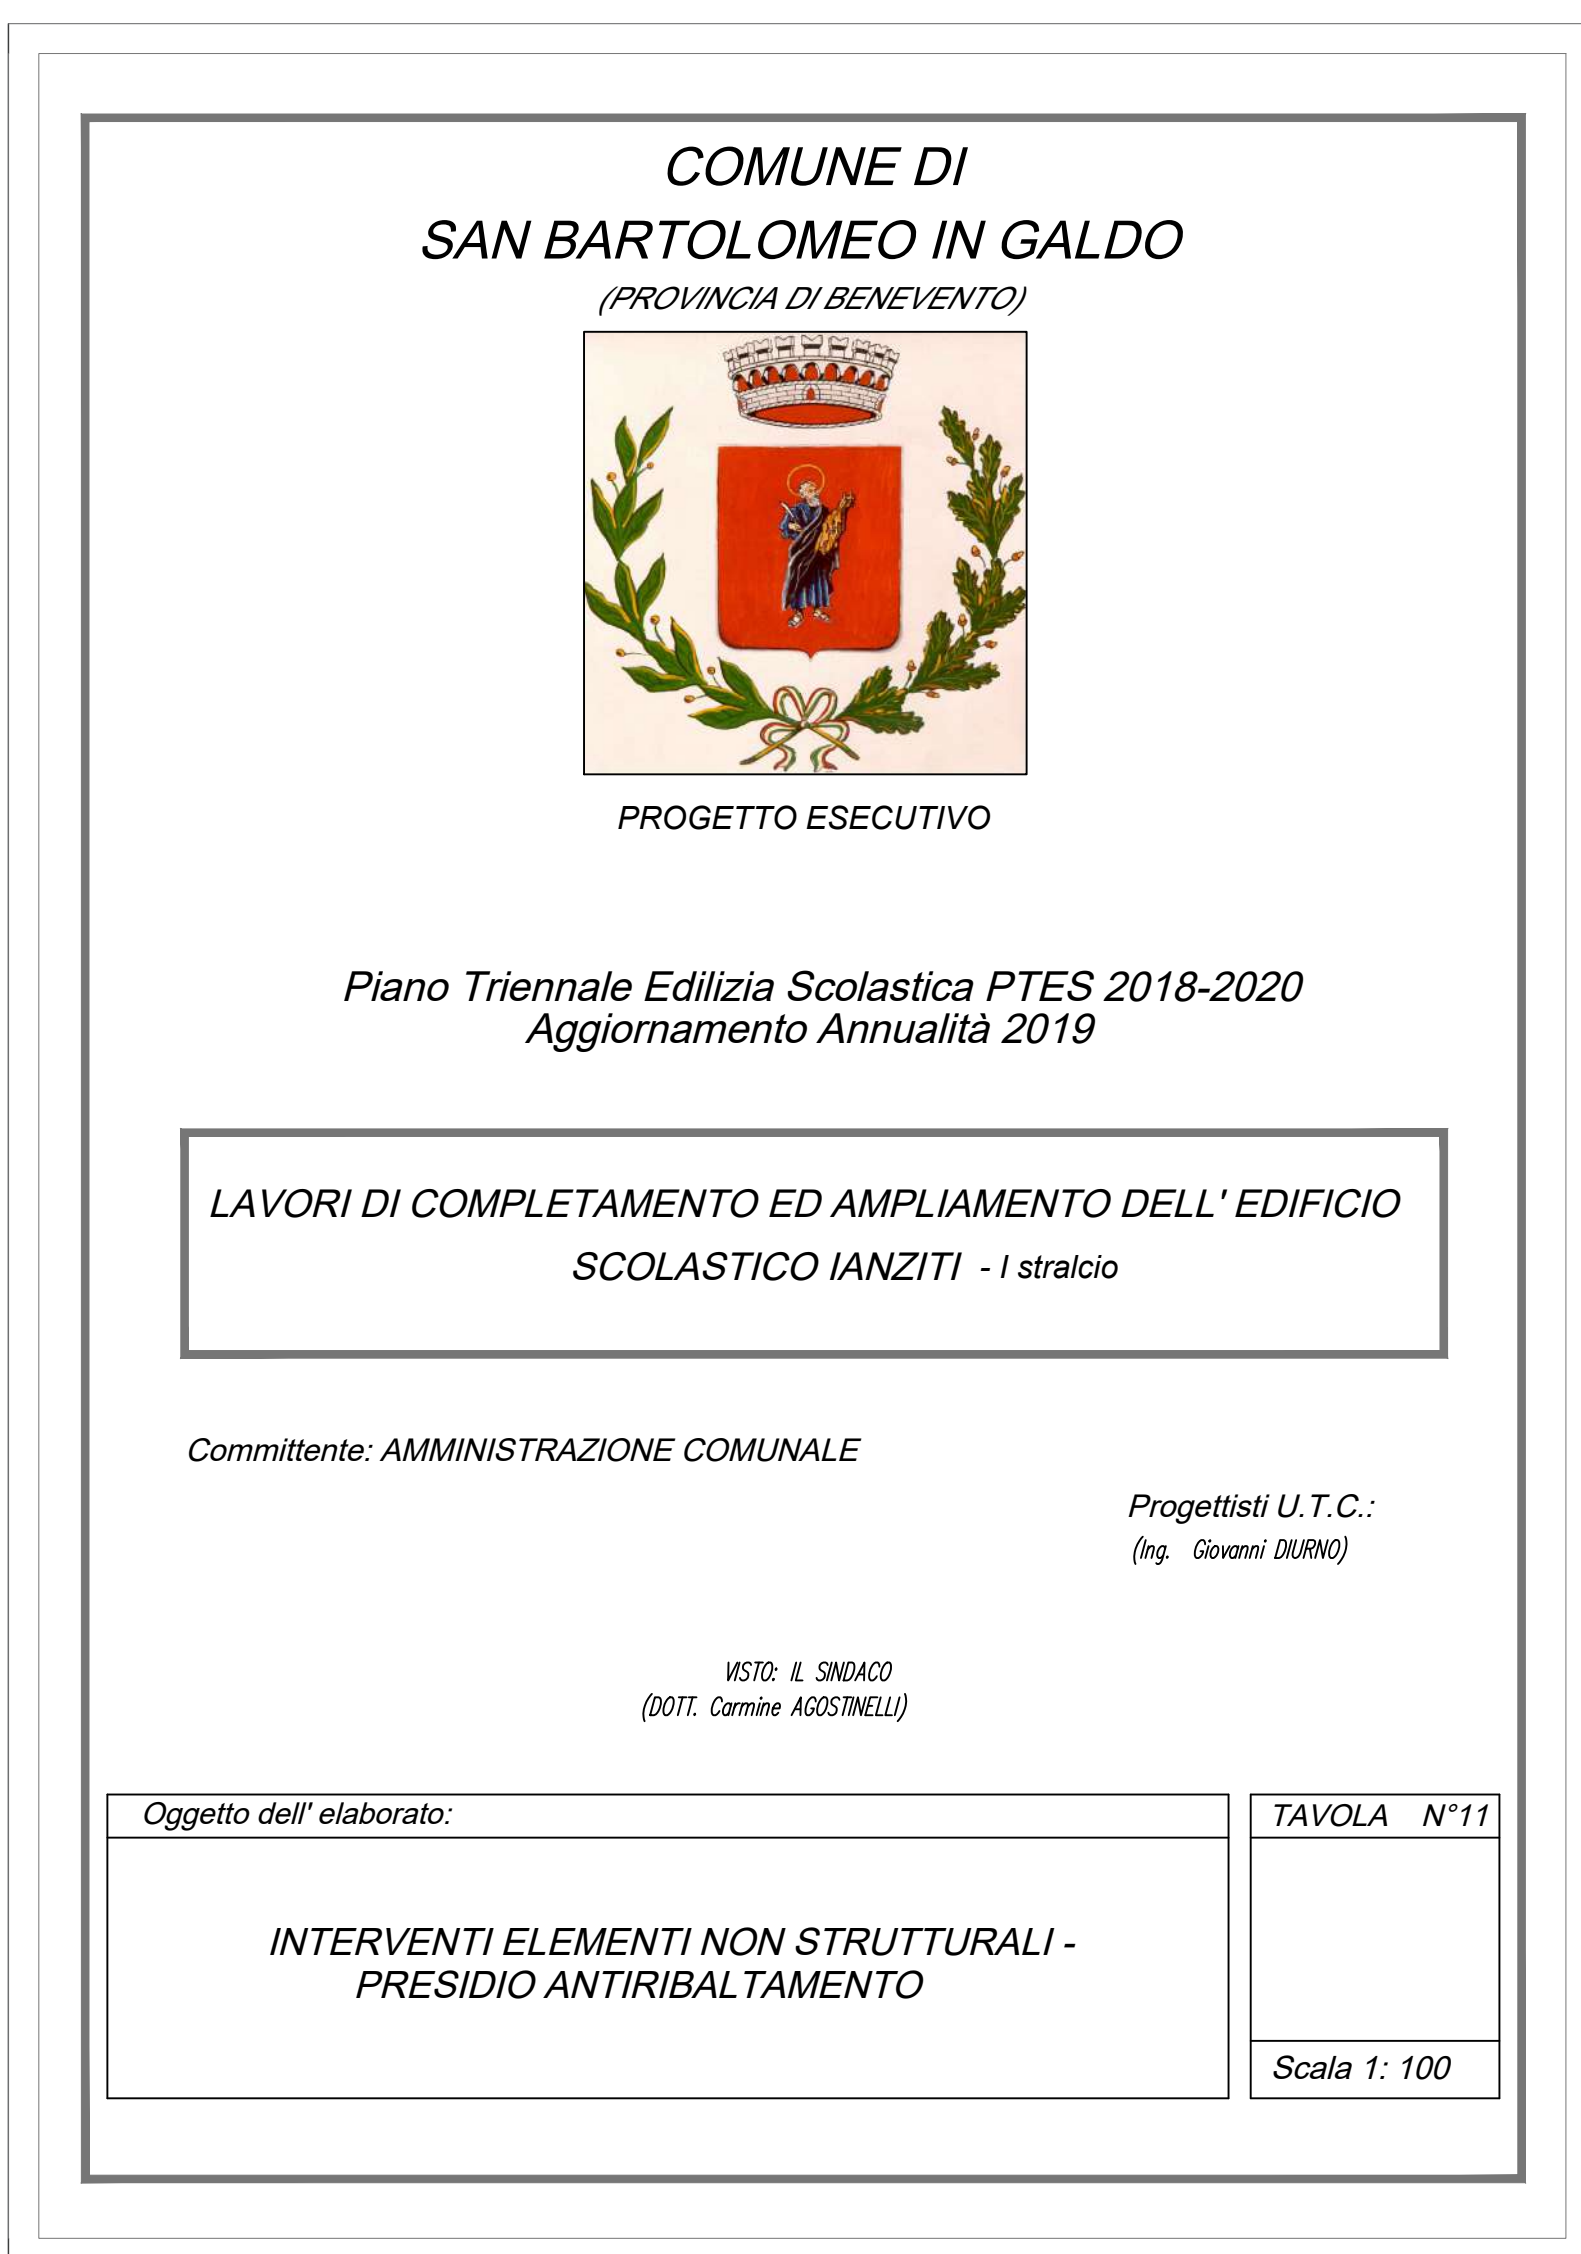 COMUNE DI
SAN BARTOLOMEO IN GALDO
(PROVINCIA DI BENEVENTO)
PROGETTO ESECUTIVO
Piano Triennale Edilizia Scolastica PTES 2018-2020
Aggiornamento Annualità 2019
LAVORI DI COMPLETAMENTO ED AMPLIAMENTO DELL' EDIFICIO
SCOLASTICO IANZITI - I stralcio
Committente: AMMINISTRAZIONE COMUNALE
Progettisti U.T.C.:
(Ing. Giovanni DIURNO)
VISTO: IL SINDACO
(DOTT. Carmine AGOSTINELLI)
Oggetto dell' elaborato:
INTERVENTI ELEMENTI NON STRUTTURALI -
PRESIDIO ANTIRIBALTAMENTO
TAVOLA N°11
Scala 1: 100